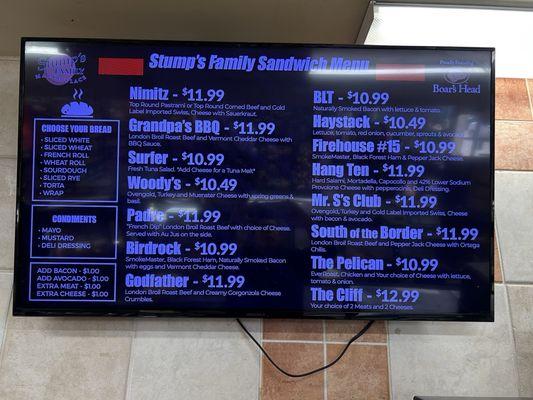 Stump's
FAMILY
MARKETPLACE
Stump's Family Sandwich Menu
Proudly Featuring
Boar's Head
CHOOSE YOUR BREAD
• SLICED WHITE
• SLICED WHEAT
• FRENCH ROLL
• WHEAT ROLL
• SOURDOUGH
• SLICED RYE
• TORTA
• WRAP
CONDIMENTS
• MAYO
• MUSTARD
• DELI DRESSING
ADD BACON - $1.00
ADD AVOCADO - $1.00
EXTRA MEAT - $1.00
EXTRA CHEESE - $1.00
Nimitz - $11.99
Top Round Pastrami or Top Round Corned Beef and Gold
Label Imported Swiss, Cheese with Sauerkraut.
Grandpa's BBQ - $11.99
London Broil Roast Beef and Vermont Cheddar Cheese with
BBQ Sauce.
Surfer - $10.99
Fresh Tuna Salad. "Add Cheese for a Tuna Melt"
Woody's - $10.49
Ovengold, Turkey and Muenster Cheese with spring greens &
basil.
Padre - $11.99
"French Dip" London Broil Roast Beef with choice of Cheese.
Served with Au Jus on the side.
Birdrock - $10.99
SmokeMaster, Black Forest Ham, Naturally Smoked Bacon
with eggs and Vermont Cheddar Cheese.
Godfather - $11.99
London Broil Roast Beef and Creamy Gorgonzola Cheese
Crumbles.
BLT - $10.99
Naturally Smoked Bacon with lettuce & tomato.
Haystack - $10.49
Lettuce, tomato, red onion, cucumber, sprouts & avocado.
Firehouse #15 - $10.99
SmokeMaster, Black Forest Ham & Pepper Jack Cheese.
Hang Ten - $11.99
Hard Salami, Mortadella, Capocollo and 42% Lower Sodium
Provolone Cheese with pepperoncini, Deli Dressing.
Mr. S's Club - $11.99
Ovengold, Turkey and Gold Label Imported Swiss, Cheese
with bacon & avocado.
South of the Border - $11.99
London Broil Roast Beef and Pepper Jack Cheese with Ortega
Chilis.
The Pelican - $10.99
EverRoast, Chicken and Your choice of Cheese with lettuce,
tomato & onion.
The Cliff - $12.99
Your choice of 2 Meats and 2 Cheeses.